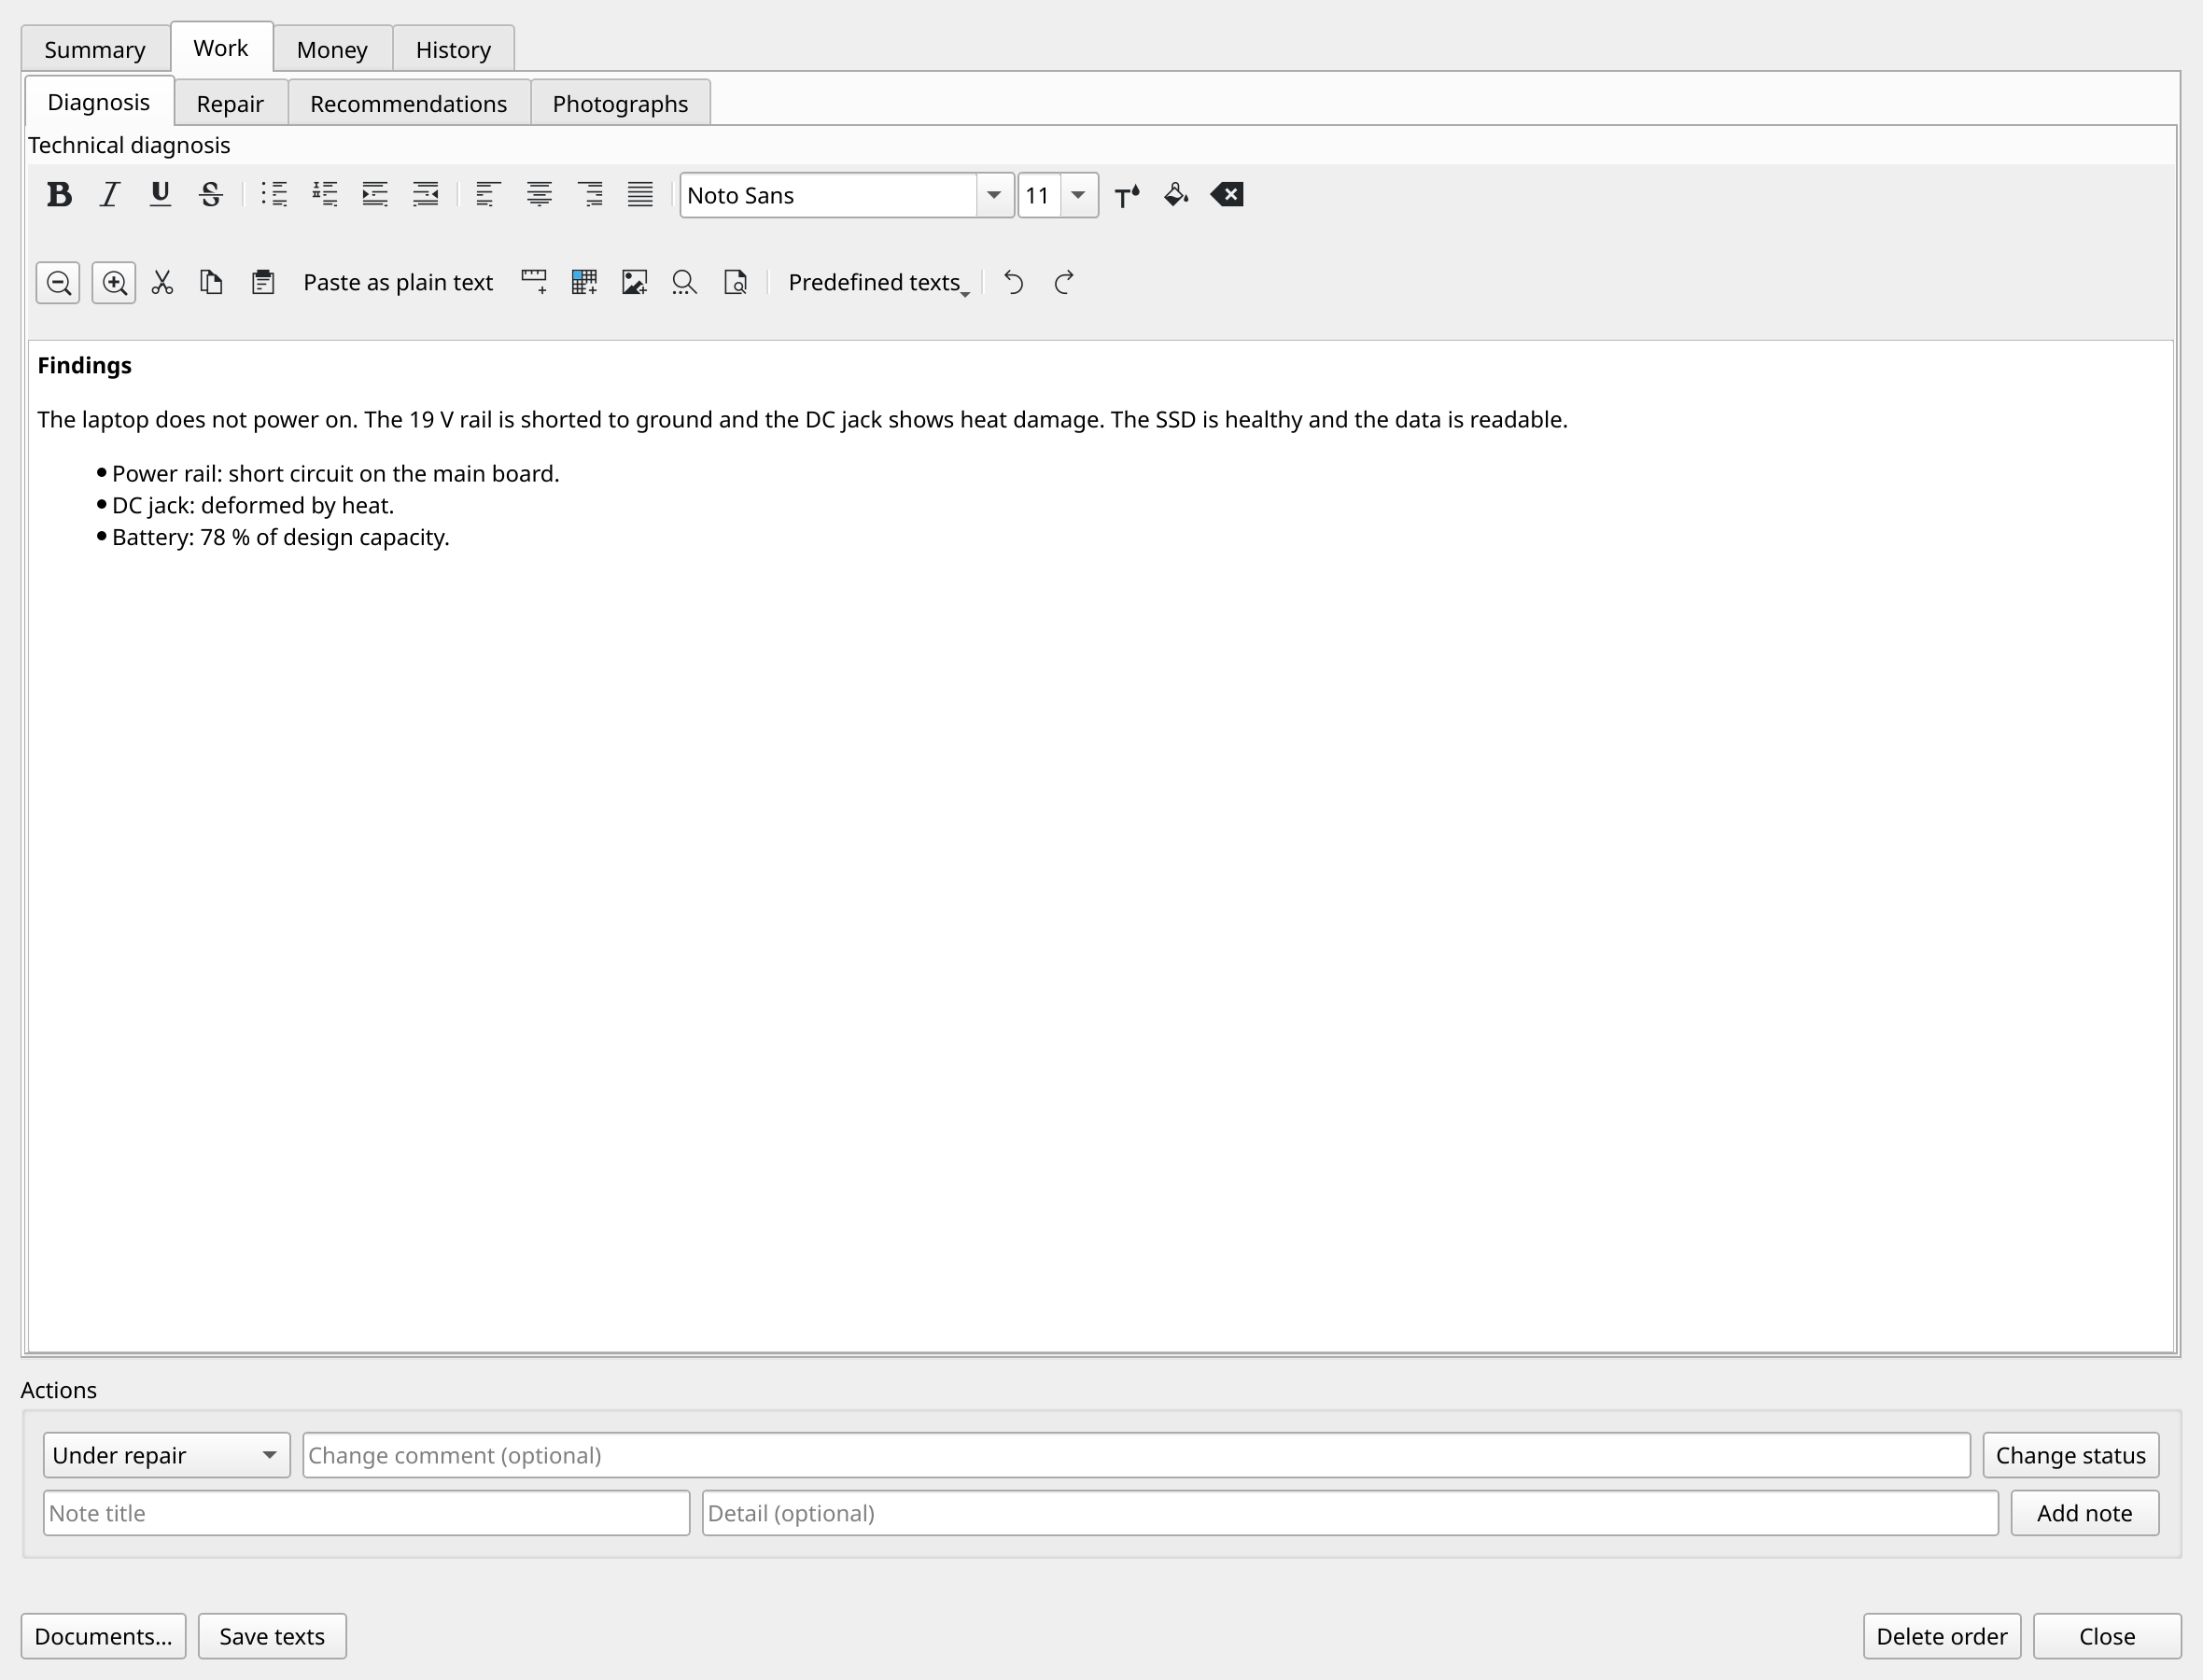 Summary Work Money History
Diagnosis Repair Recommendations Photographs
Technical diagnosis
B I U S Noto Sans 11
Paste as plain text Predefined texts
Findings
The laptop does not power on. The 19 V rail is shorted to ground and the DC jack shows heat damage. The SSD is healthy and the data is readable.
Power rail: short circuit on the main board.
DC jack: deformed by heat.
Battery: 78 % of design capacity.
Actions
Under repair Change comment (optional) Change status
Note title Detail (optional) Add note
Documents... Save texts Delete order Close